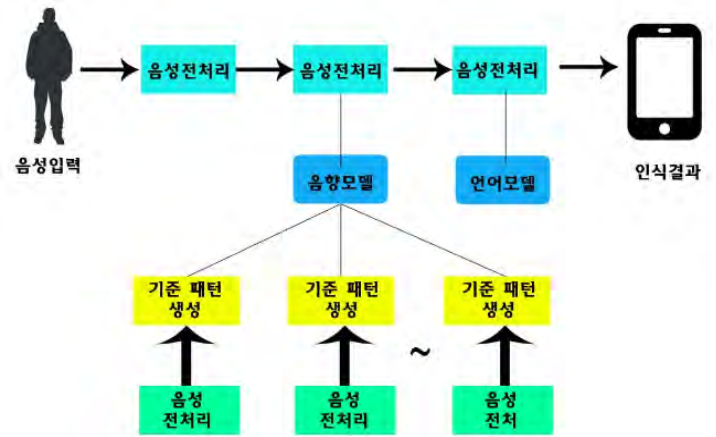 음성전처리
음성전처리
음성전처리
음성입력
인식결과
음향모델
언어모델
기준 패턴
생성
기준 패턴
생성
기준 패턴
생성
~
음성
전처리
음성
전처리
음성
전처